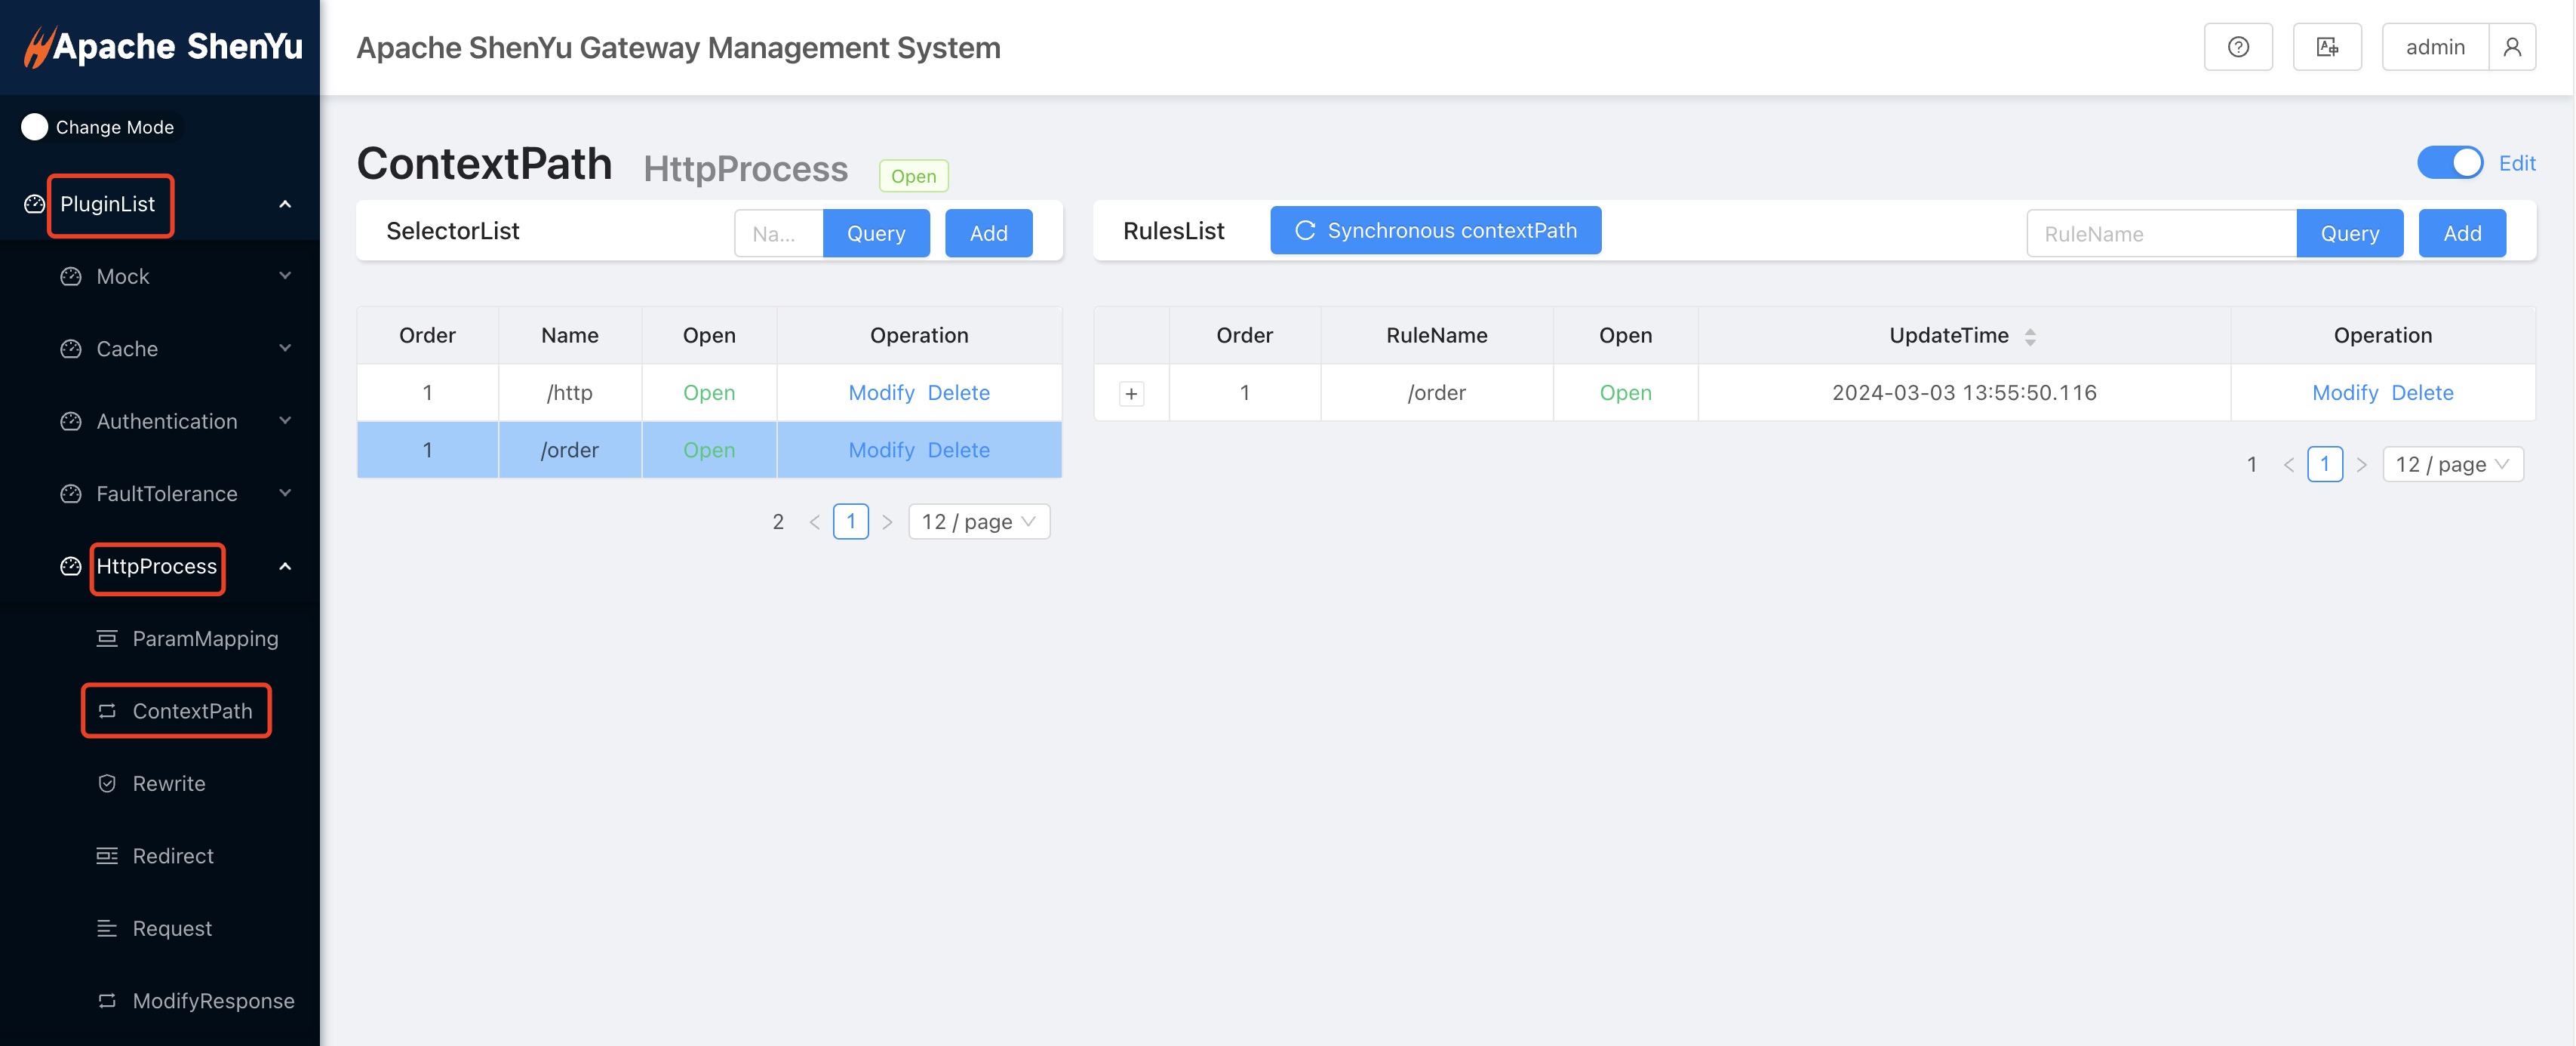 Apache ShenYu
Apache ShenYu Gateway Management System
admin
Change Mode
PluginList
Mock
Cache
Authentication
FaultTolerance
HttpProcess
ParamMapping
ContextPath
Rewrite
Redirect
Request
ModifyResponse
ContextPath HttpProcess Open
Edit
SelectorList Na... Query Add
Order Name Open Operation
1 /http Open Modify Delete
1 /order Open Modify Delete
2 < 1 > 12 / page
RulesList Synchronous contextPath RuleName Query Add
Order RuleName Open UpdateTime Operation
+ 1 /order Open 2024-03-03 13:55:50.116 Modify Delete
1 < 1 > 12 / page